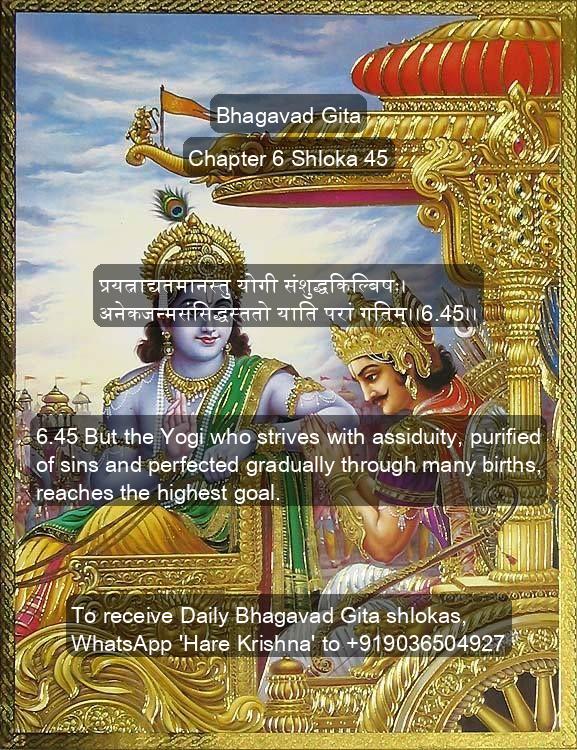 Bhagavad Gita
Chapter 6 Shloka 45
प्रयत्नाद्यतमानस्तु योगी संशुद्धकिल्बिषः।
अनेकजन्मसंसिद्धस्ततो याति परां गतिम्।।6.45।।
6.45 But the Yogi who strives with assiduity, purified
of sins and perfected gradually through many births,
reaches the highest goal.
To receive Daily Bhagavad Gita shlokas,
WhatsApp 'Hare Krishna' to +919036504927